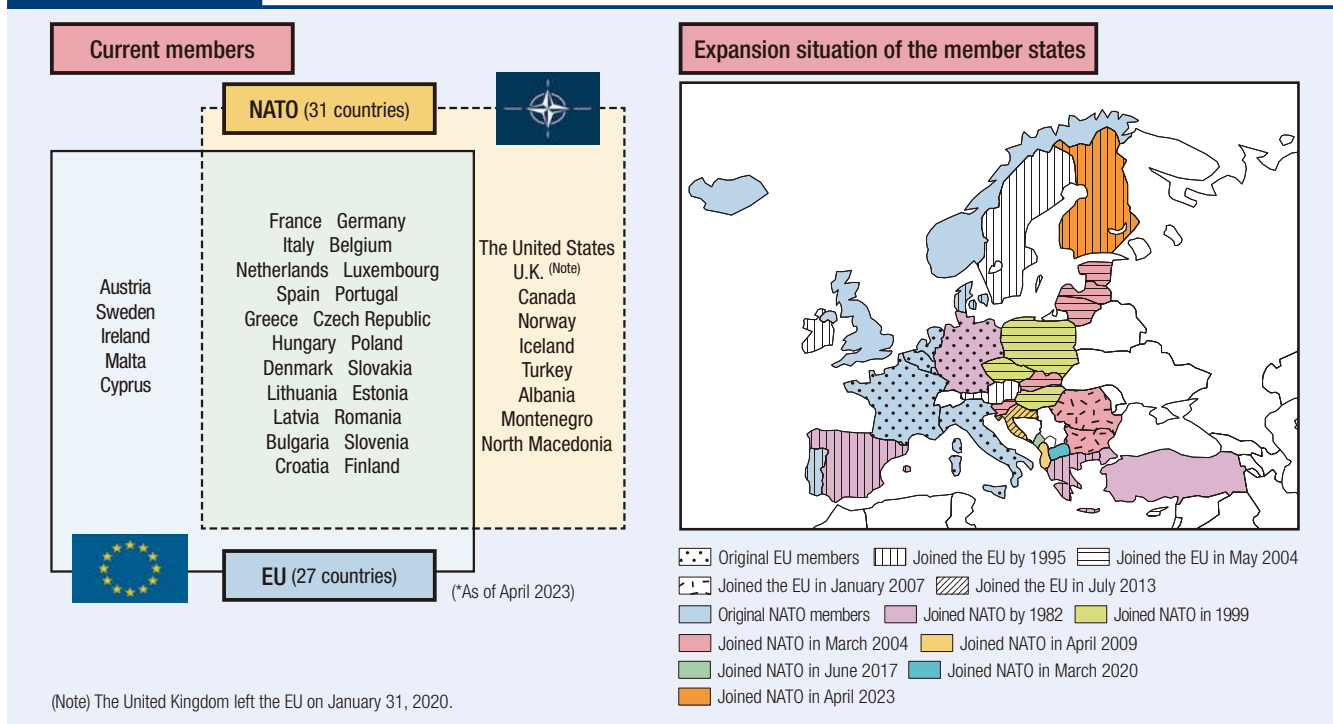 Current members
NATO (31 countries)
Austria
Sweden
Ireland
Malta
Cyprus
France Germany
Italy Belgium
Netherlands Luxembourg
Spain Portugal
Greece Czech Republic
Hungary Poland
Denmark Slovakia
Lithuania Estonia
Latvia Romania
Bulgaria Slovenia
Croatia Finland
The United States
U.K. (Note)
Canada
Norway
Iceland
Turkey
Albania
Montenegro
North Macedonia
EU (27 countries)
(*As of April 2023)
(Note) The United Kingdom left the EU on January 31, 2020.
Expansion situation of the member states
Original EU members Joined the EU by 1995 Joined the EU in May 2004
Joined the EU in January 2007 Joined the EU in July 2013
Original NATO members Joined NATO by 1982 Joined NATO in 1999
Joined NATO in March 2004 Joined NATO in April 2009
Joined NATO in June 2017 Joined NATO in March 2020
Joined NATO in April 2023